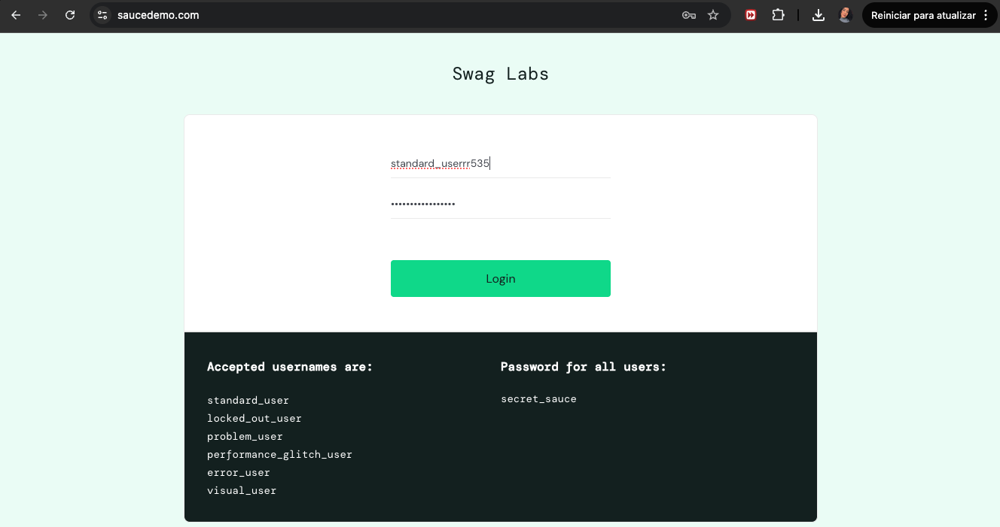 saucedemo.com
Reiniciar para atualizar
Swag Labs
standard_userrr535
•••••••••••••••••
Login
Accepted usernames are:
standard_user
locked_out_user
problem_user
performance_glitch_user
error_user
visual_user
Password for all users:
secret_sauce